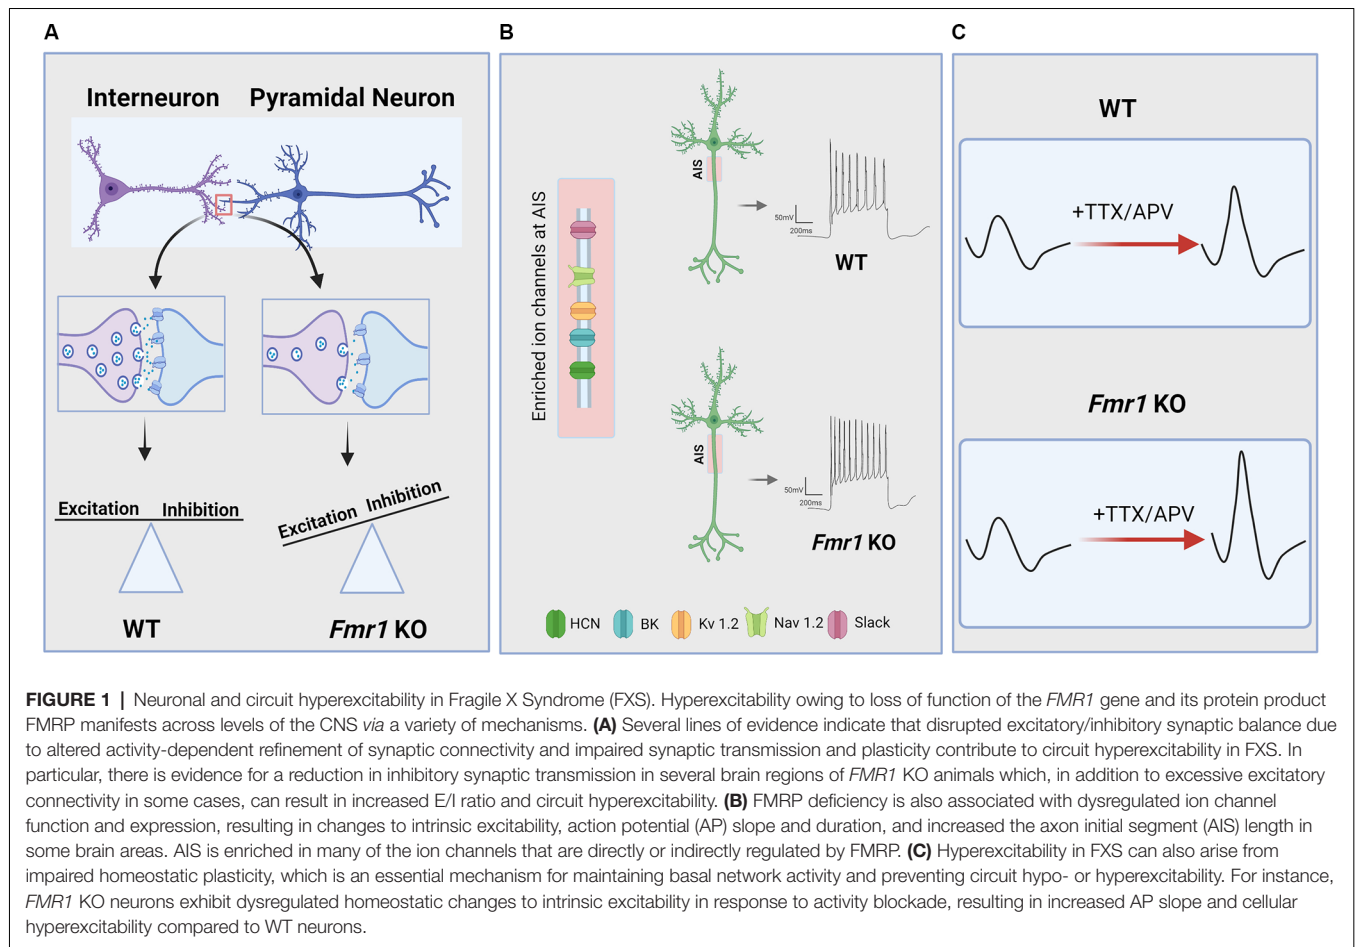 A
Interneuron
Pyramidal Neuron
Excitation
Inhibition
Excitation
Inhibition
WT
Fmr1 KO
B
Enriched ion channels at AIS
AIS
50mV
200ms
WT
AIS
50mV
200ms
Fmr1 KO
HCN
BK
Kv 1.2
Nav 1.2
Slack
C
WT
+TTX/APV
Fmr1 KO
+TTX/APV
FIGURE 1 | Neuronal and circuit hyperexcitability in Fragile X Syndrome (FXS). Hyperexcitability owing to loss of function of the FMR1 gene and its protein product
FMRP manifests across levels of the CNS via a variety of mechanisms. (A) Several lines of evidence indicate that disrupted excitatory/inhibitory synaptic balance due
to altered activity-dependent refinement of synaptic connectivity and impaired synaptic transmission and plasticity contribute to circuit hyperexcitability in FXS. In
particular, there is evidence for a reduction in inhibitory synaptic transmission in several brain regions of FMR1 KO animals which, in addition to excessive excitatory
connectivity in some cases, can result in increased E/I ratio and circuit hyperexcitability. (B) FMRP deficiency is also associated with dysregulated ion channel
function and expression, resulting in changes to intrinsic excitability, action potential (AP) slope and duration, and increased the axon initial segment (AIS) length in
some brain areas. AIS is enriched in many of the ion channels that are directly or indirectly regulated by FMRP. (C) Hyperexcitability in FXS can also arise from
impaired homeostatic plasticity, which is an essential mechanism for maintaining basal network activity and preventing circuit hypo- or hyperexcitability. For instance,
FMR1 KO neurons exhibit dysregulated homeostatic changes to intrinsic excitability in response to activity blockade, resulting in increased AP slope and cellular
hyperexcitability compared to WT neurons.